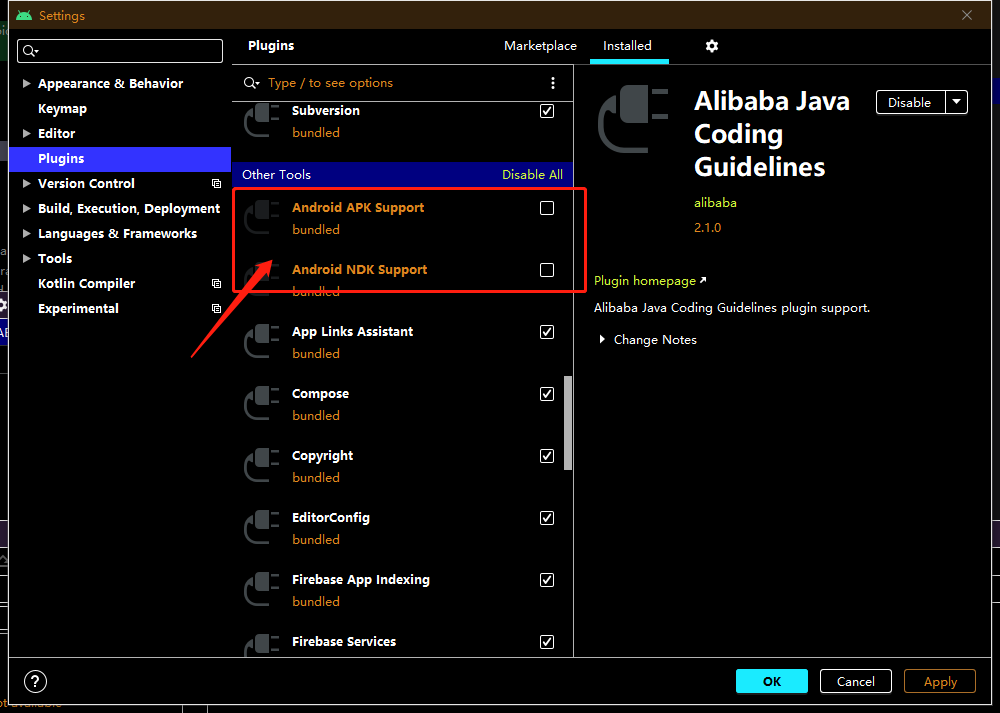 Settings
Plugins
Marketplace
Installed
Type / to see options
Appearance & Behavior
Keymap
Editor
Plugins
Version Control
Build, Execution, Deployment
Languages & Frameworks
Tools
Kotlin Compiler
Experimental
Subversion
bundled
Other Tools
Disable All
Android APK Support
bundled
Android NDK Support
bundled
App Links Assistant
bundled
Compose
bundled
Copyright
bundled
EditorConfig
bundled
Firebase App Indexing
bundled
Firebase Services
Alibaba Java
Coding
Guidelines
Disable
alibaba
2.1.0
Plugin homepage
Alibaba Java Coding Guidelines plugin support.
Change Notes
?
OK
Cancel
Apply